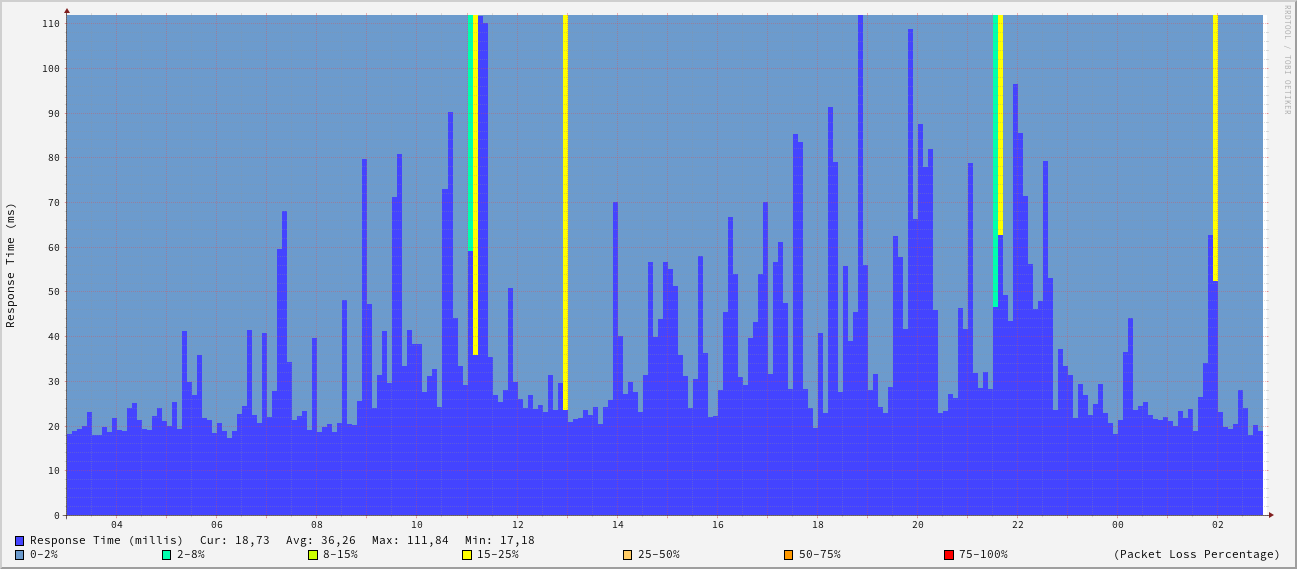 RRDTOOL / TOBI OETIKER
Response Time (ms)
110
100
90
80
70
60
50
40
30
20
10
0
04 06 08 10 12 14 16 18 20 22 00 02
Response Time (millis) Cur: 18,73 Avg: 36,26 Max: 111,84 Min: 17,18
0-2% 2-8% 8-15% 15-25% 25-50% 50-75% 75-100% (Packet Loss Percentage)